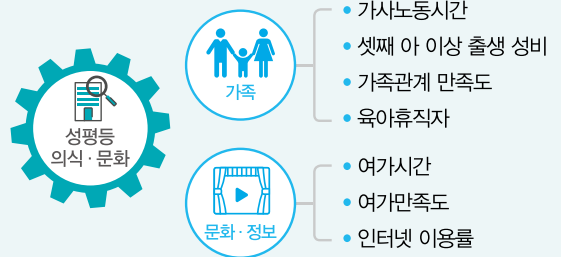 성평등
의식 · 문화
가족
• 가사노동시간
• 셋째 아 이상 출생 성비
• 가족관계 만족도
• 육아휴직자
문화 · 정보
• 여가시간
• 여가만족도
• 인터넷 이용률